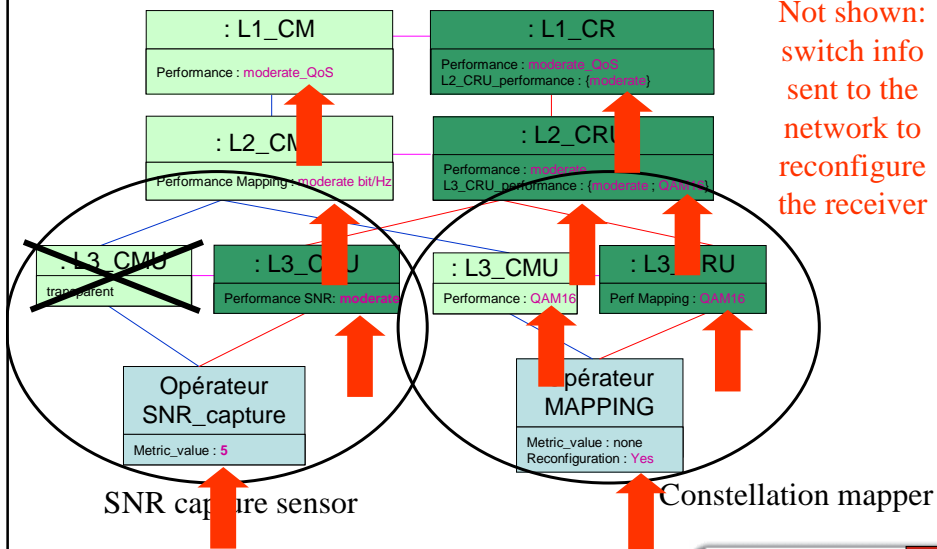 Not shown:
switch info
sent to the
network to
reconfigure
the receiver
: L1_CM
Performance : moderate_QoS
: L1_CR
Performance : moderate_QoS
L2_CRU_performance : {moderate}
: L2_CMU
Performance Mapping : moderate bit/Hz
: L2_CRU
Performance : moderate
L3_CRU_performance : {moderate ; QAM16}
: L3_CMU
transparent
: L3_CRU
Performance SNR: moderate
: L3_CMU
Performance : QAM16
: L3_CRU
Perf Mapping : QAM16
Opérateur
SNR_capture
Metric_value : 5
Opérateur
MAPPING
Metric_value : none
Reconfiguration : Yes
SNR capture sensor
Constellation mapper